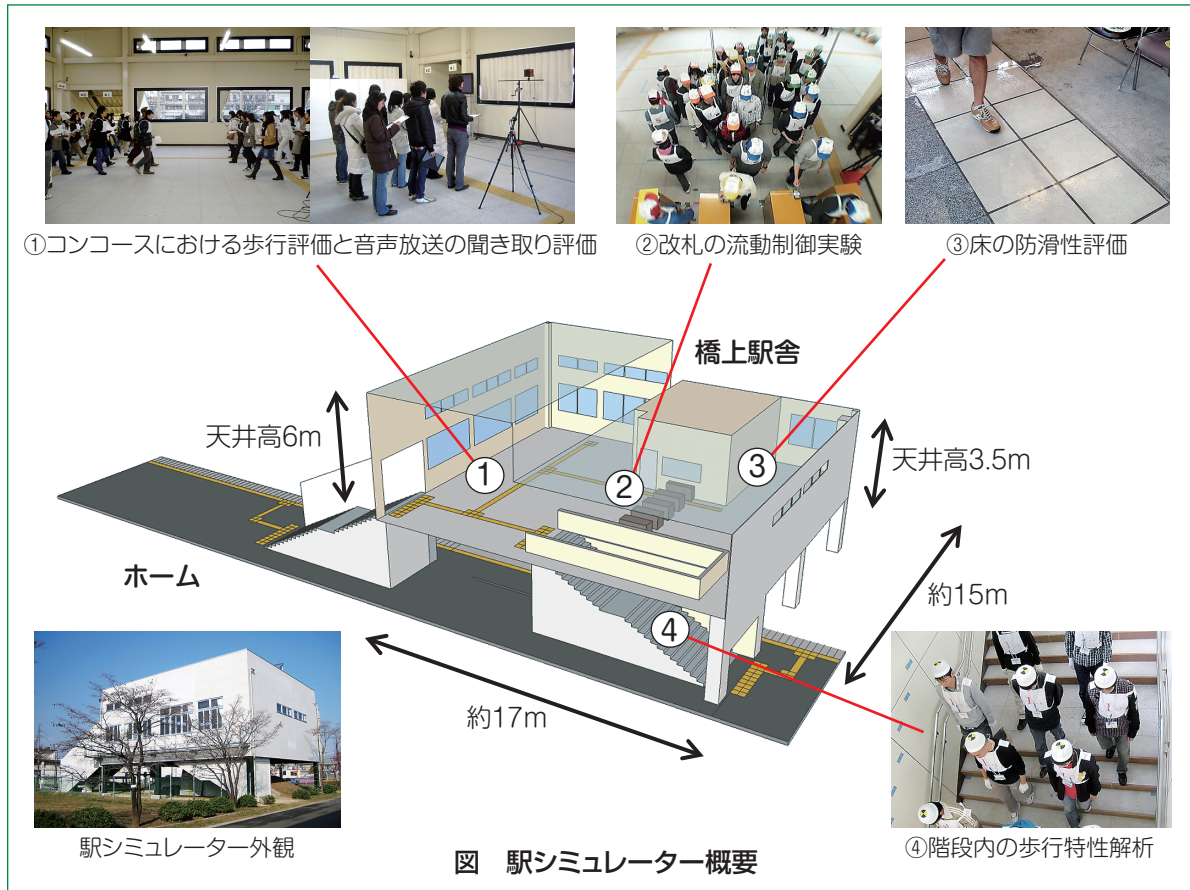 ①コンコースにおける歩行評価と音声放送の聞き取り評価
②改札の流動制御実験
③床の防滑性評価
橋上駅舎
天井高6m
①
②
③
天井高3.5m
ホーム
約15m
④
約17m
駅シミュレーター外観
図 駅シミュレーター概要
④階段内の歩行特性解析